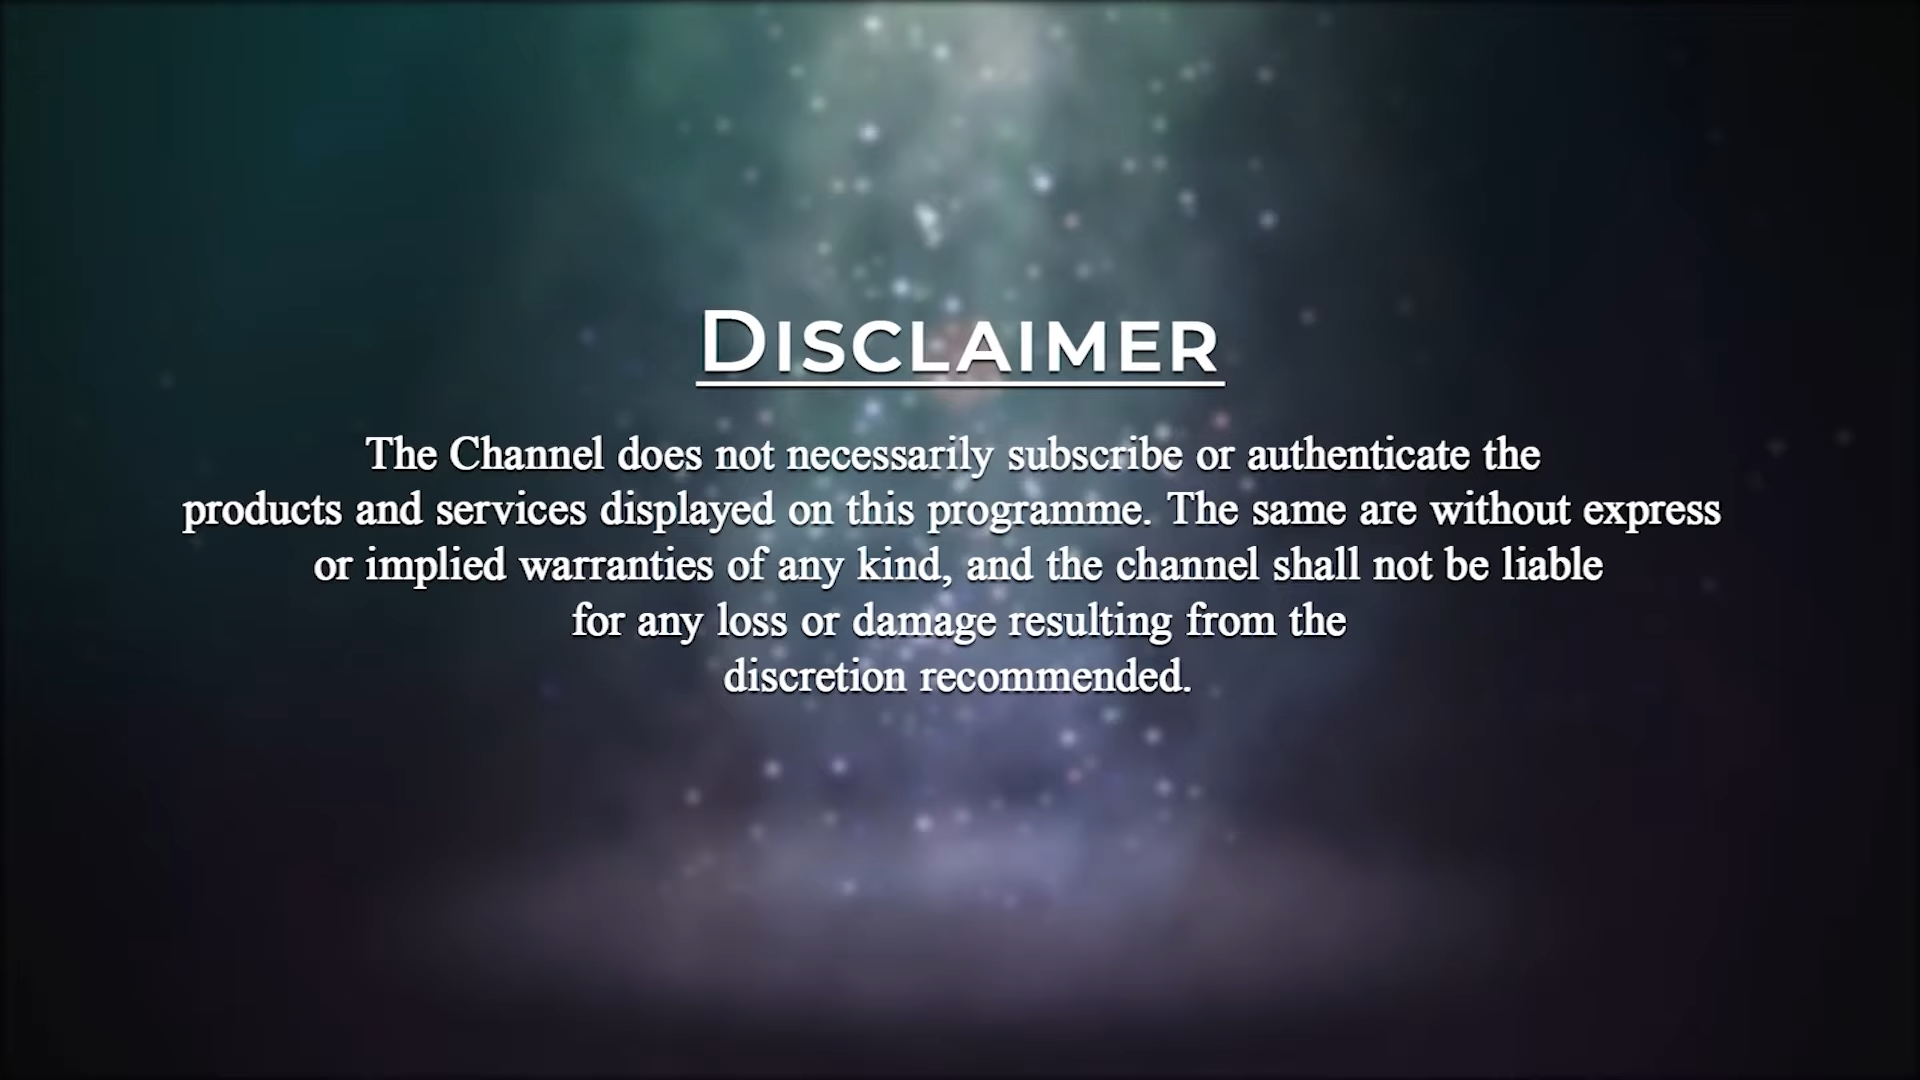 DISCLAIMER
The Channel does not necessarily subscribe or authenticate the
products and services displayed on this programme. The same are without express
or implied warranties of any kind, and the channel shall not be liable
for any loss or damage resulting from the
discretion recommended.